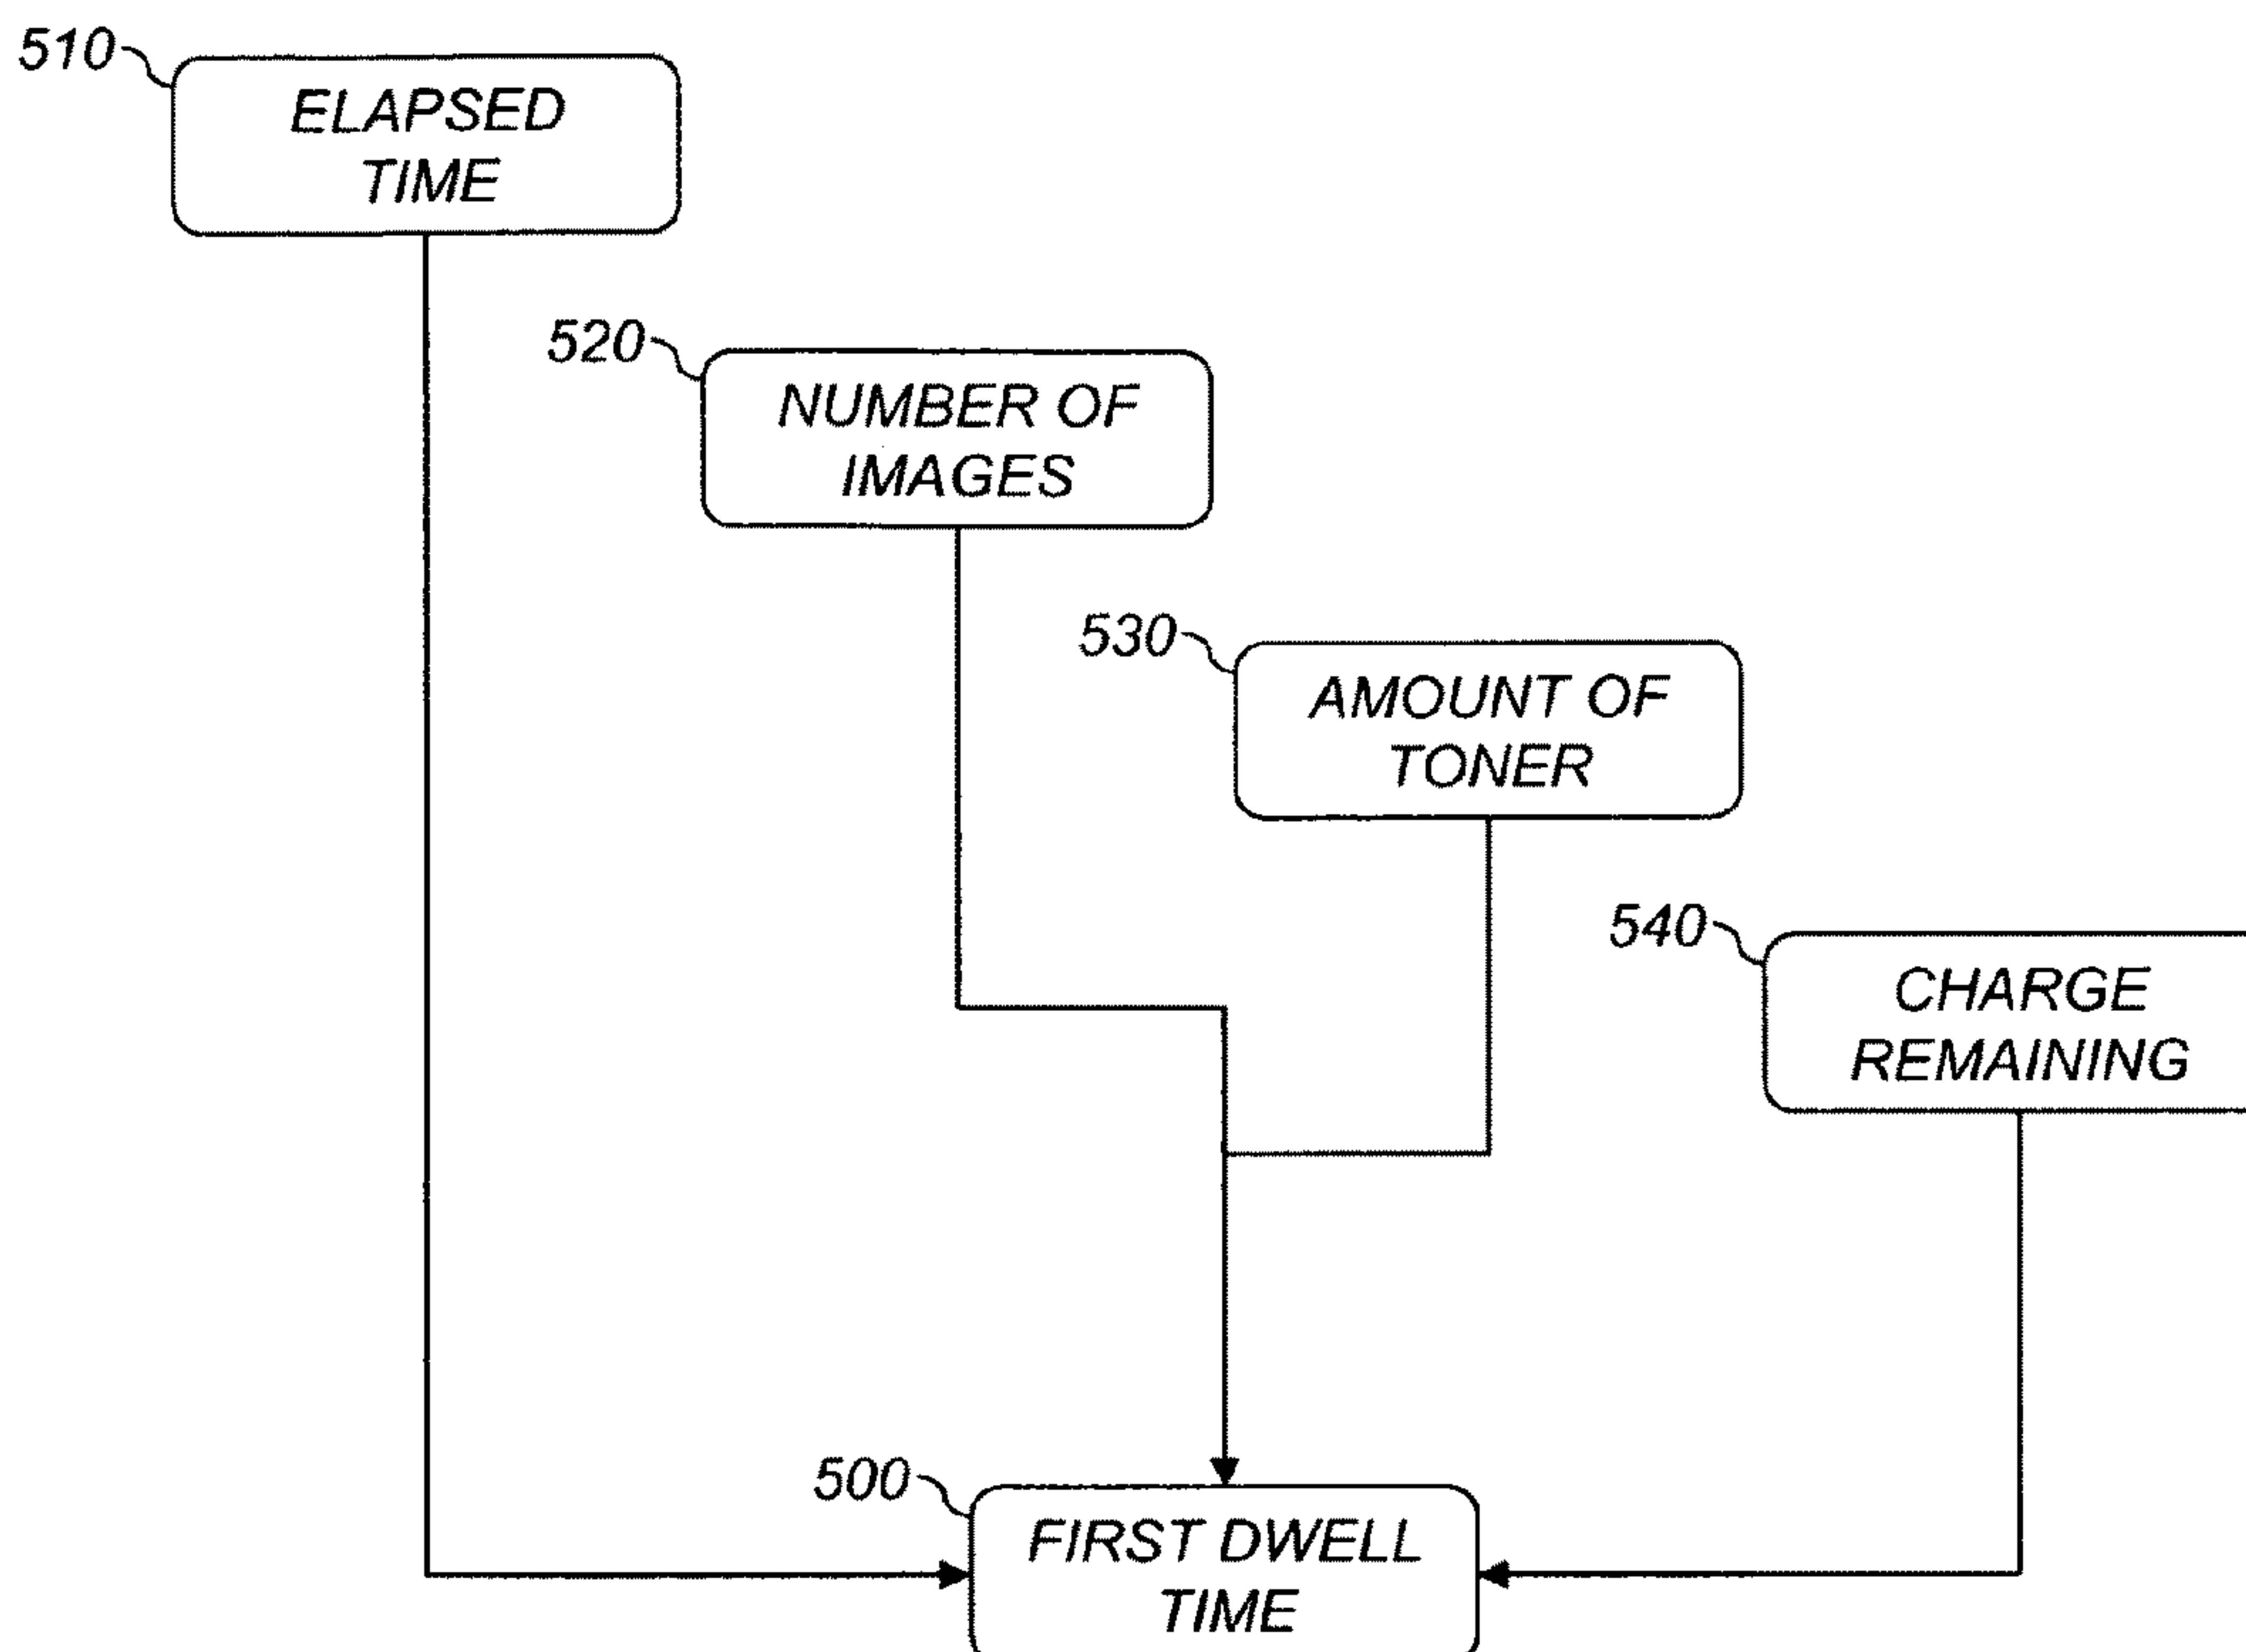 510
ELAPSED
TIME
520
NUMBER OF
IMAGES
530
AMOUNT OF
TONER
540
CHARGE
REMAINING
500
FIRST DWELL
TIME